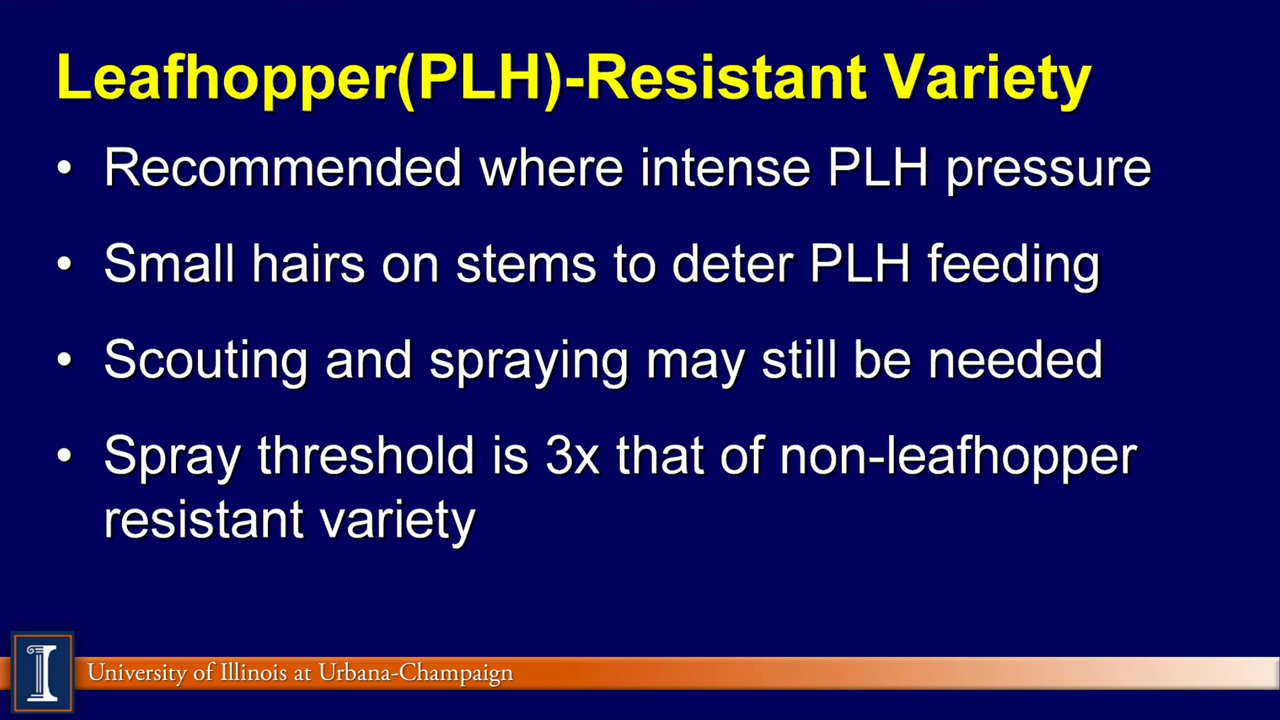 Leafhopper(PLH)-Resistant Variety
• Recommended where intense PLH pressure
• Small hairs on stems to deter PLH feeding
• Scouting and spraying may still be needed
• Spray threshold is 3x that of non-leafhopper
resistant variety
I
University of Illinois at Urbana-Champaign